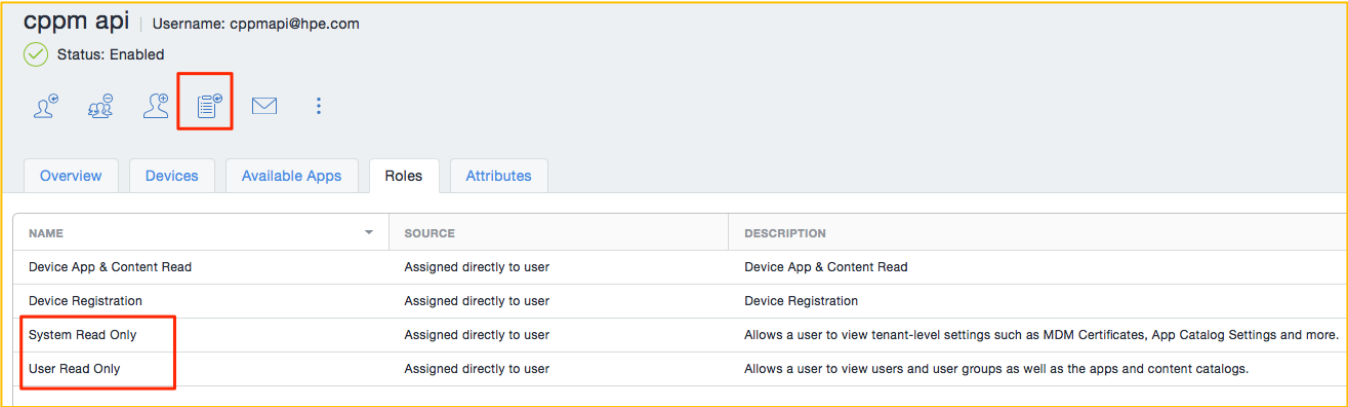 cppm api | Username: cppmapi@hpe.com
Status: Enabled
Overview Devices Available Apps Roles Attributes
NAME SOURCE DESCRIPTION
Device App & Content Read Assigned directly to user Device App & Content Read
Device Registration Assigned directly to user Device Registration
System Read Only Assigned directly to user Allows a user to view tenant-level settings such as MDM Certificates, App Catalog Settings and more.
User Read Only Assigned directly to user Allows a user to view users and user groups as well as the apps and content catalogs.